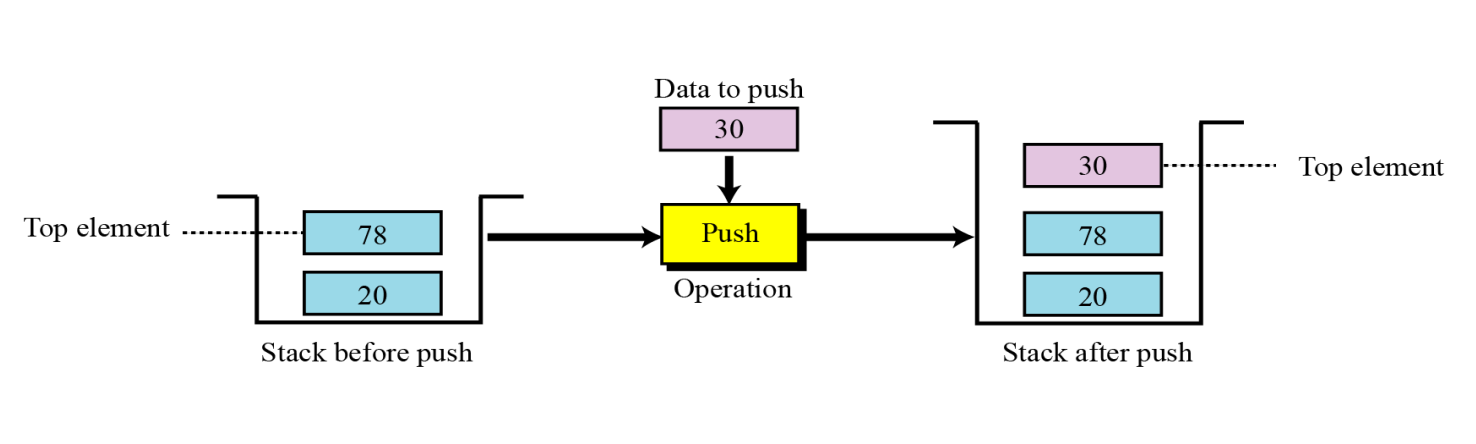 Data to push
30
30
Top element
Top element
78
Push
78
20
Operation
20
Stack before push
Stack after push